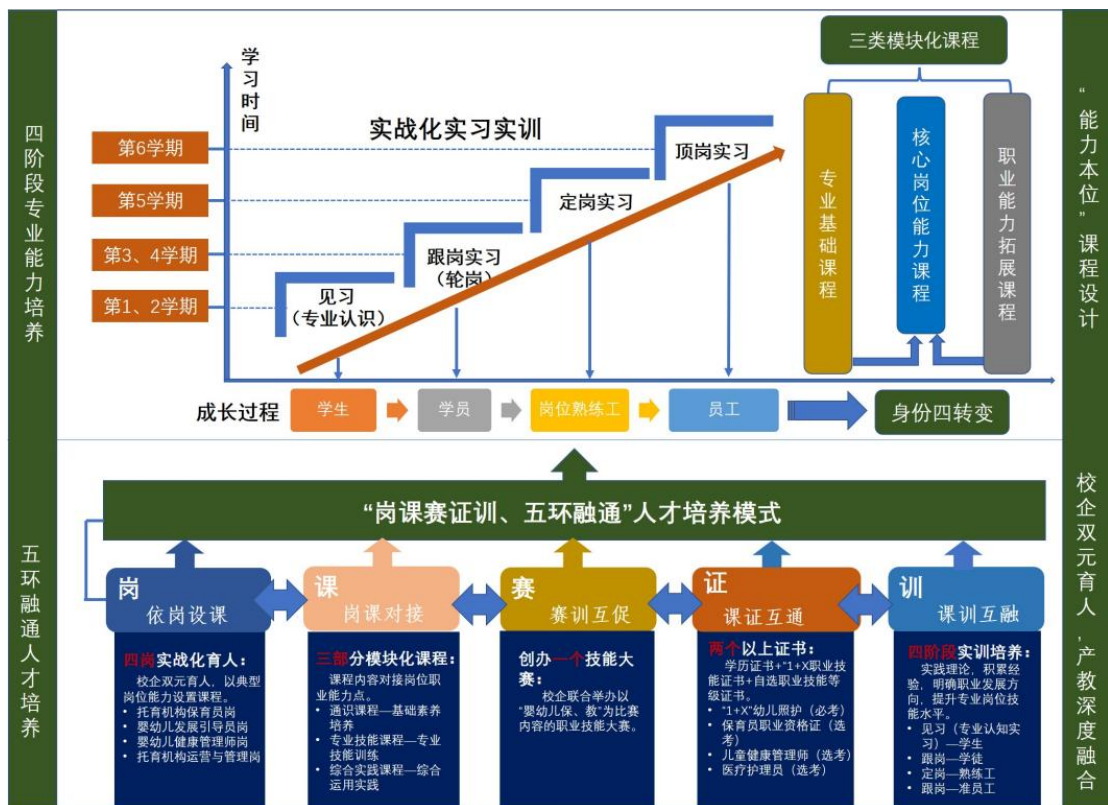 四阶段专业能力培养
学习时间
实战化实习实训
第6学期
第5学期
第3、4学期
第1、2学期
顶岗实习
定岗实习
跟岗实习
（轮岗）
见习
（专业认识）
三类模块化课程
专业基础课程
核心岗位能力课程
职业能力拓展课程
“能力本位”课程设计
成长过程
学生
学员
岗位熟练工
员工
身份四转变
五环融通人才培养
“岗课赛证训、五环融通”人才培养模式
岗
依岗设课
四岗实战化育人：
校企双元育人，以典型
岗位能力设置课程。
• 托育机构保育员岗
• 婴幼儿发展引导员岗
• 婴幼儿健康管理师岗
• 托育机构运营与管理岗
课
岗课对接
三部分模块化课程：
课程内容对接岗位职
业能力点。
• 通识课程—基础素养
培养
• 专业技能课程—专业
技能训练
• 综合实践课程—综合
运用实践
赛
赛训互促
创办一个技能大
赛：
校企联合举办以
“婴幼儿保、教”为比赛
内容的职业技能大赛。
证
课证互通
两个以上证书：
学历证书+“1+X职业技
能证书+自选职业技能等
级证书。
• “1+X”幼儿照护（必考）
• 保育员职业资格证（选
考）
• 儿童健康管理师（选考）
• 医疗护理员（选考）
训
课训互融
四阶段实训培养：
实践理论，积累经
验，明确职业发展方
向，提升专业岗位技
能水平。
• 见习（专业认知实
习）—学生
• 跟岗—学徒
• 定岗—熟练工
• 跟岗—准员工
校企双元育人，产教深度融合